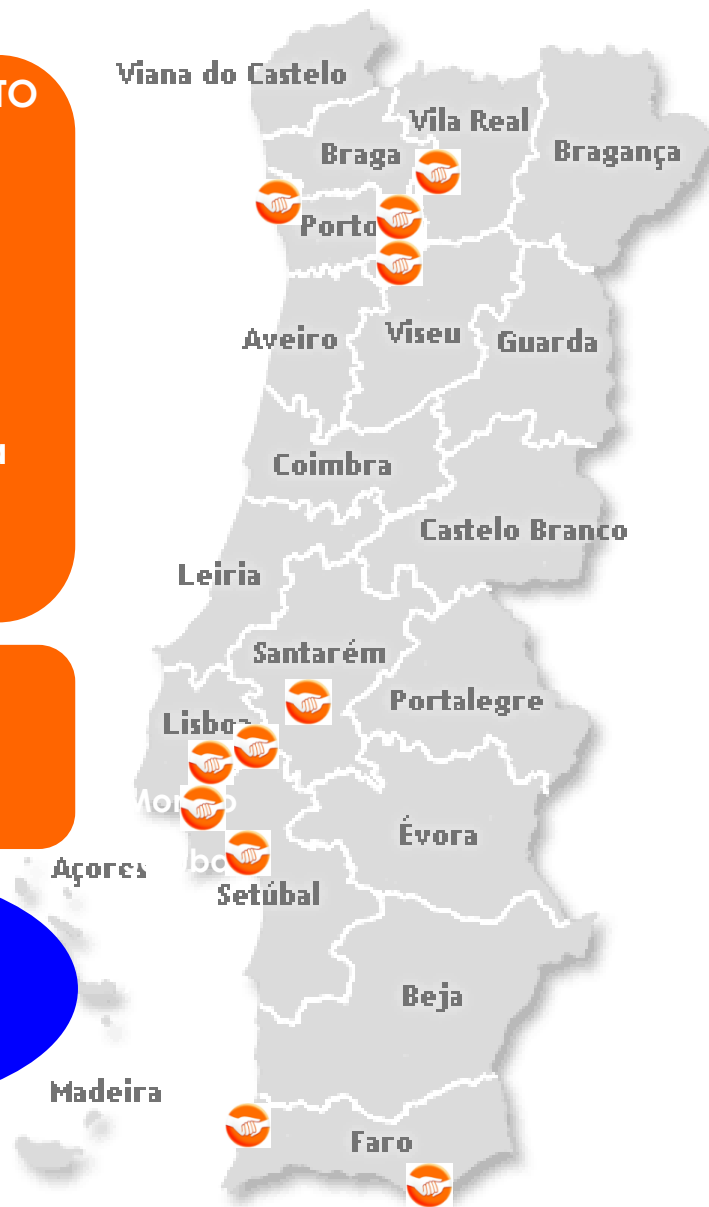 Viana do Castelo
TO
Vila Real
Braga
Bragança
Porto
Aveiro
Viseu
Guarda
Coimbra
Castelo Branco
Leiria
Santarém
Portalegre
Lisboa
Évora
Açores
Setúbal
Beja
Madeira
Faro